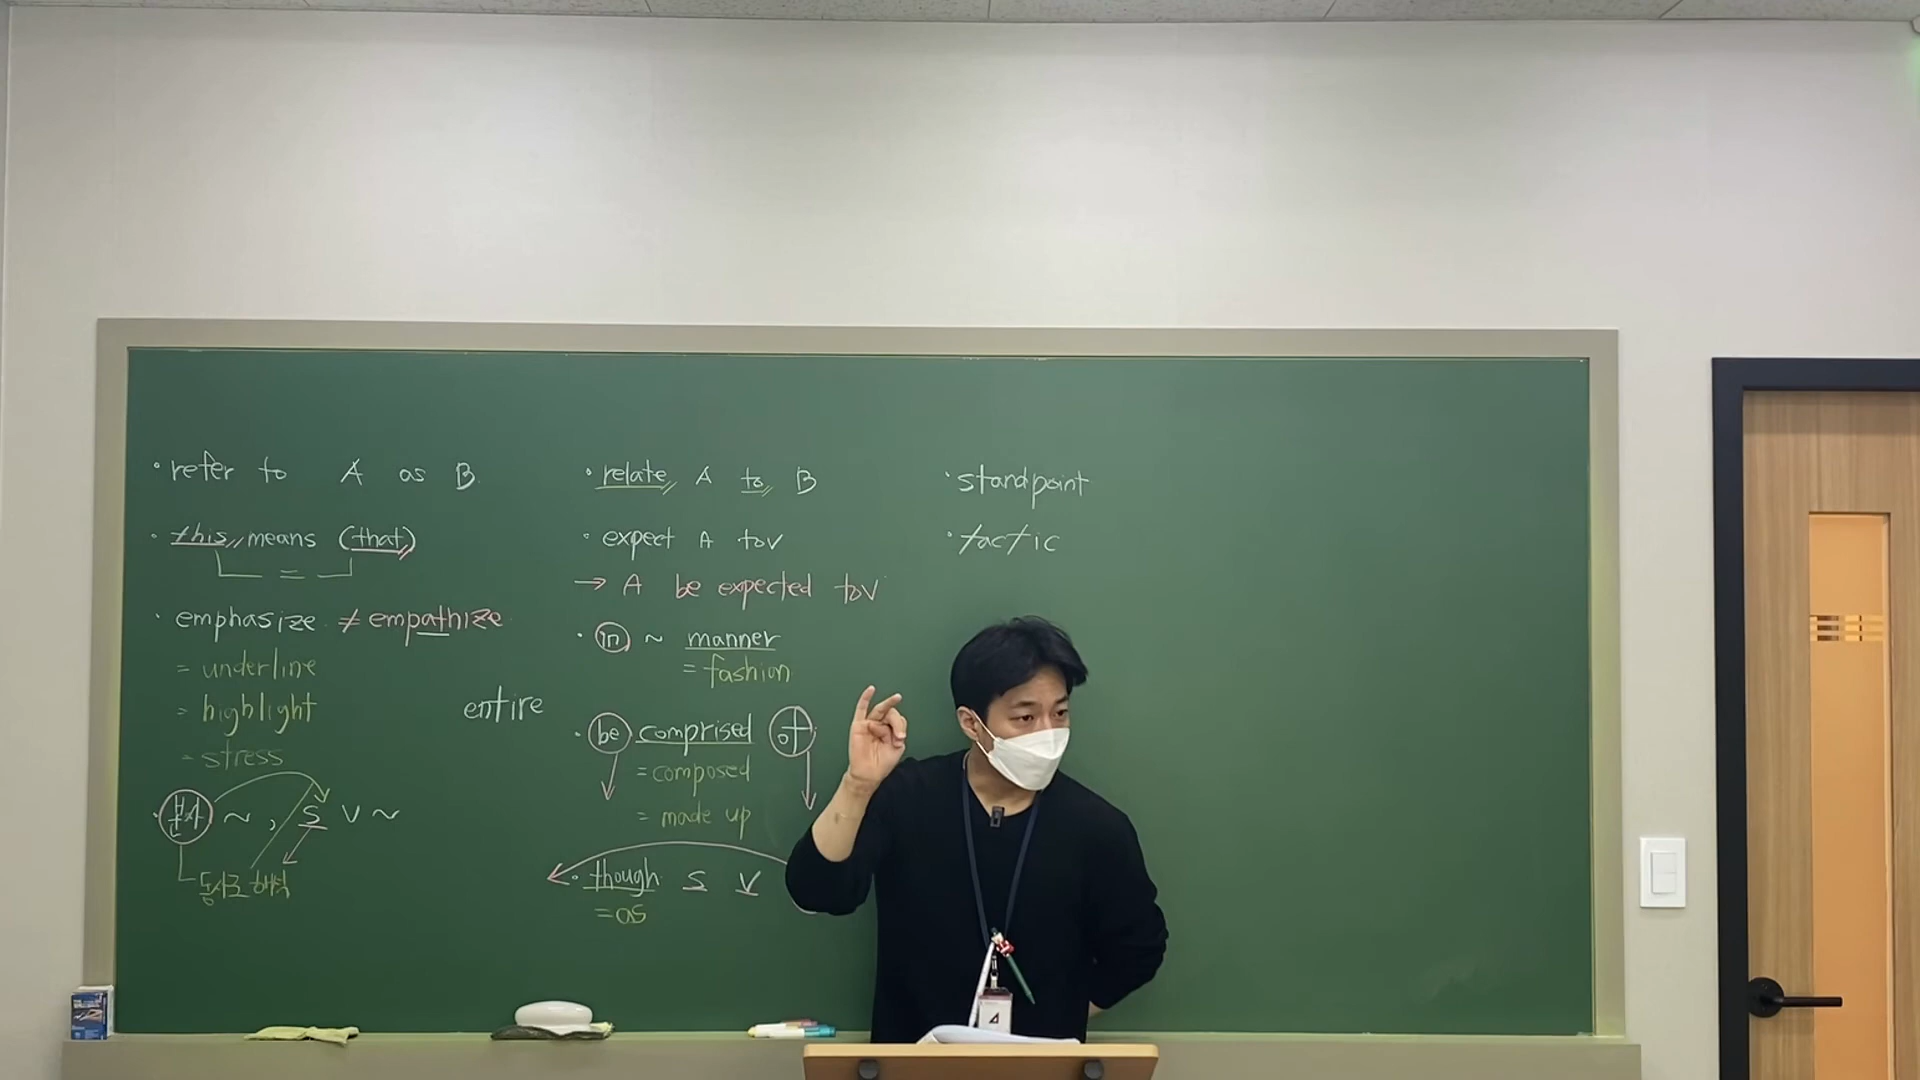 · refer to A as B.
· this means (that)
=
· emphasize ≠ empathize
= underline
= highlight
= stress
· 분사 ~ , S V ~
동시로 해석
entire
· relate A to B
· expect A toV
→ A be expected toV
· in ~ manner
= fashion
· be comprised of
= composed
= made up
· though S V
= as
· standpoint
· tactic